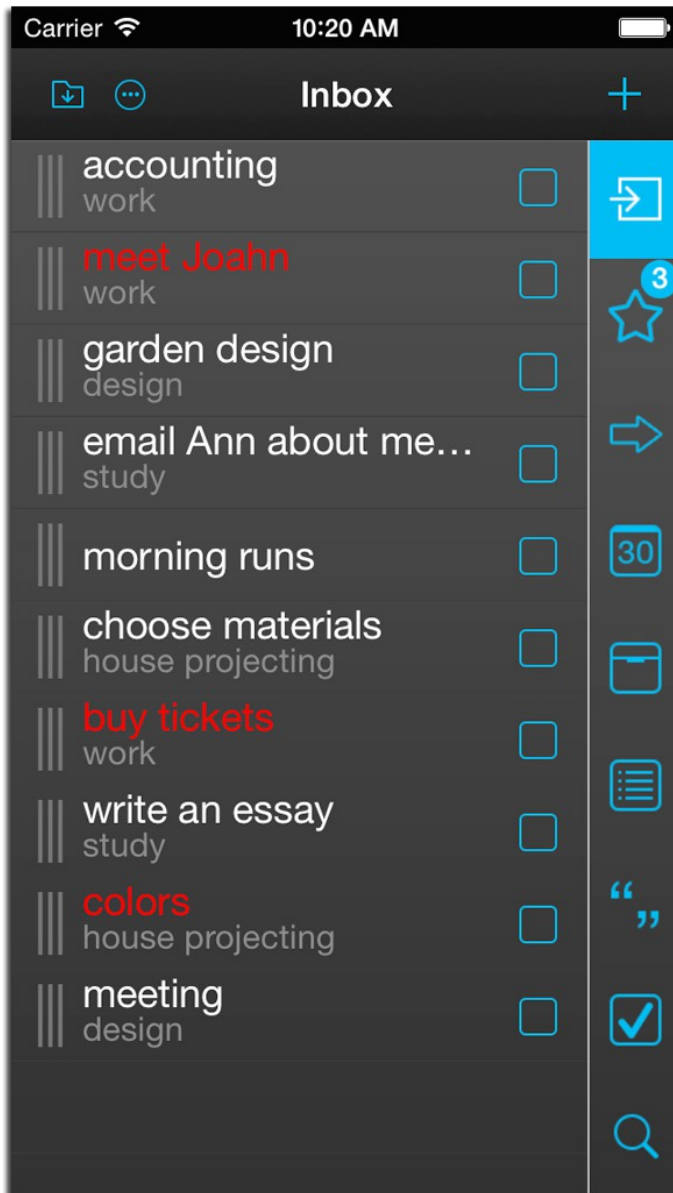 Carrier 10:20 AM
Inbox
accounting
work
3
meet Joahn
work
garden design
design
email Ann about me...
study
30
morning runs
choose materials
house projecting
buy tickets
work
write an essay
study
colors
house projecting
meeting
design